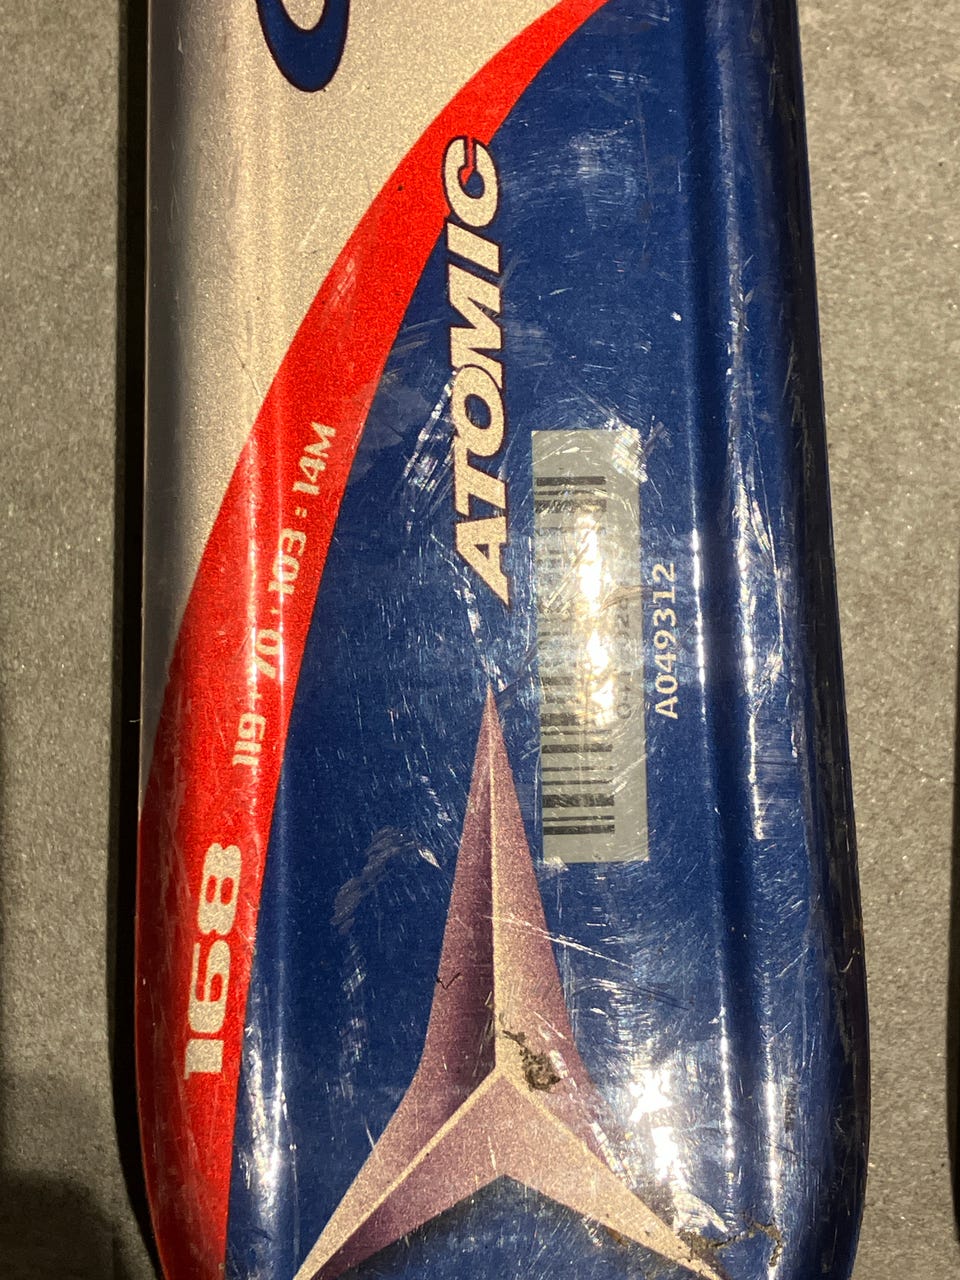 ATOMIC
168 119 - 70 - 103 : 14M
A049312